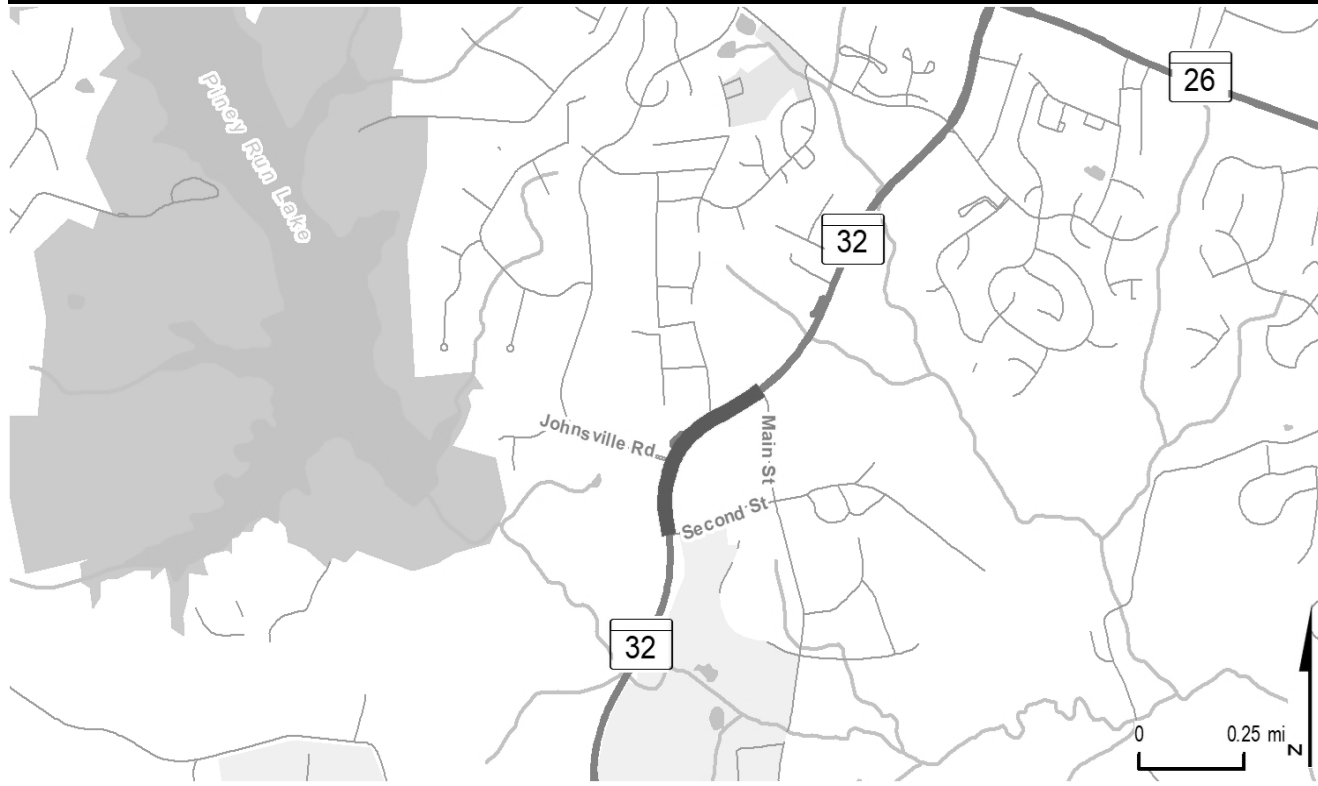 26
Piney Run Lake
32
Johnsville Rd
Main St
Second St
32
0 0.25 mi
N